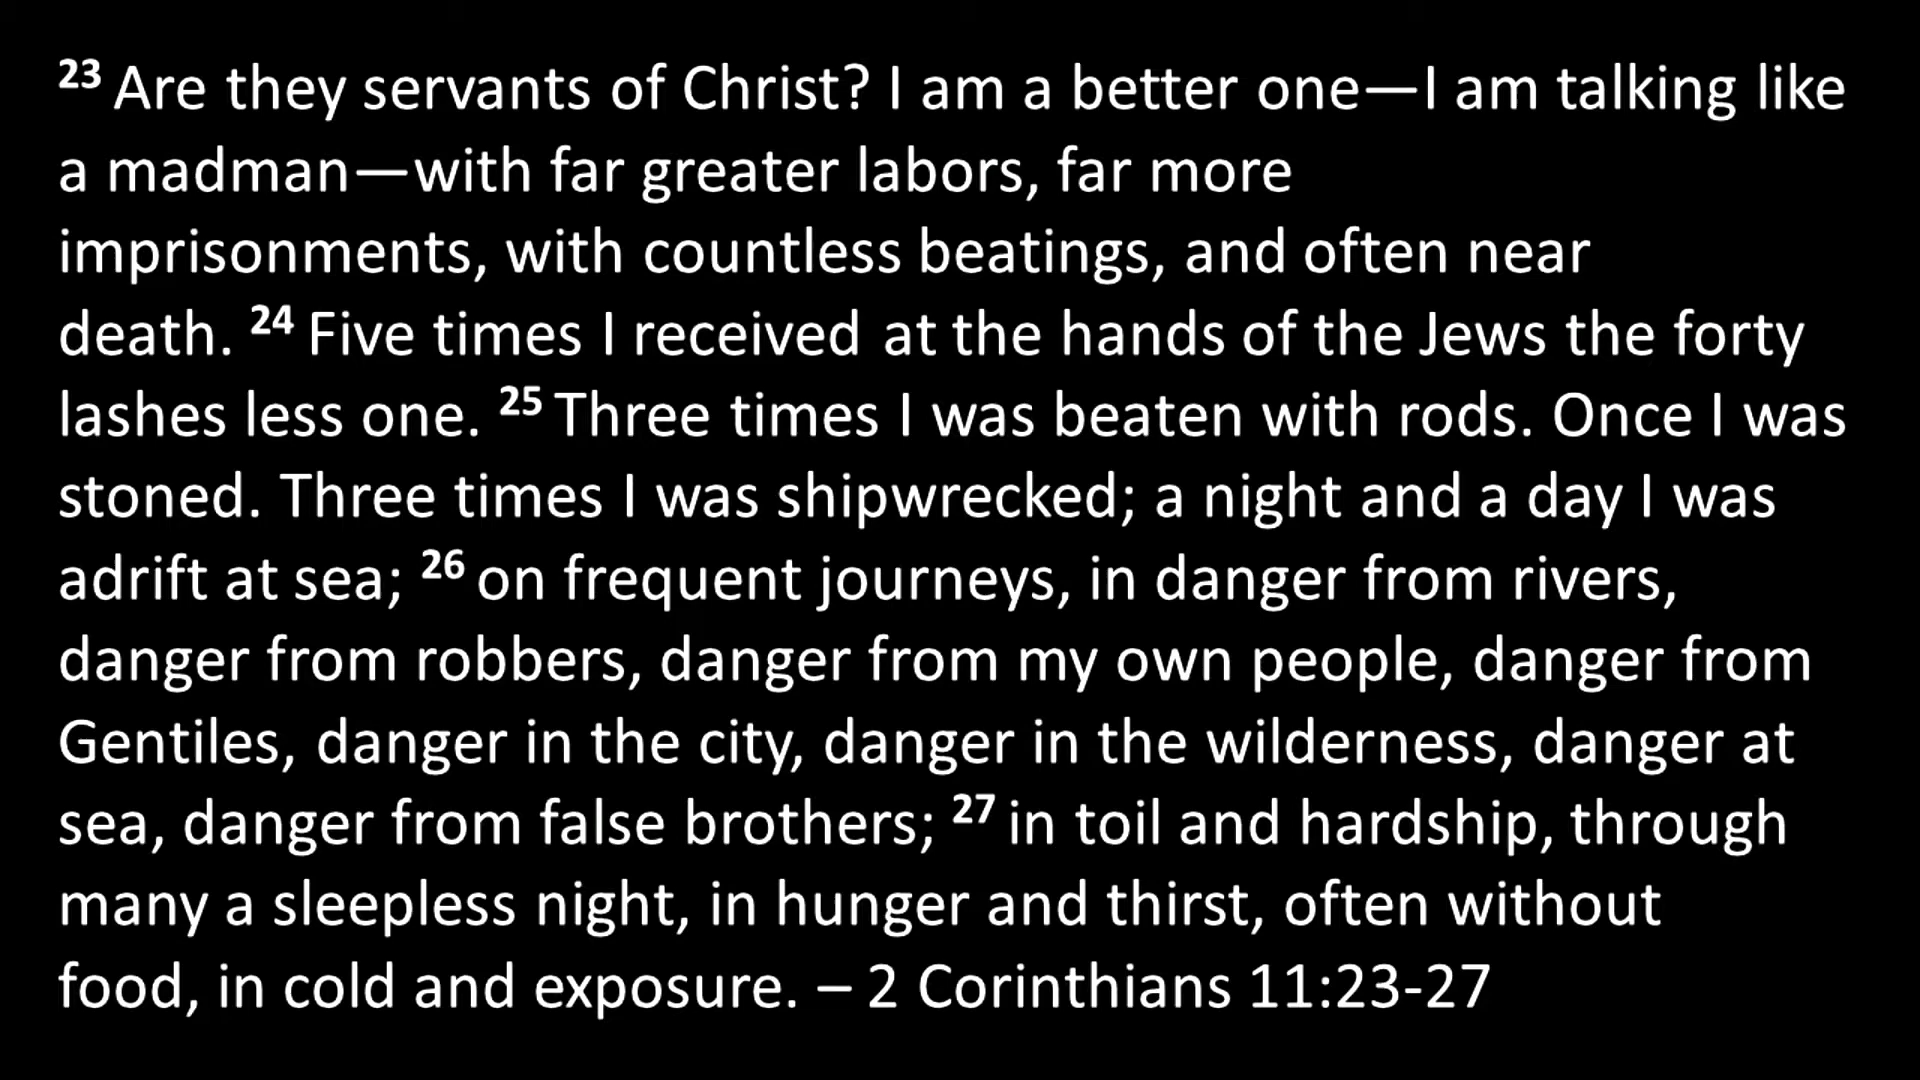 23 Are they servants of Christ? I am a better one—I am talking like
a madman—with far greater labors, far more
imprisonments, with countless beatings, and often near
death. 24 Five times I received at the hands of the Jews the forty
lashes less one. 25 Three times I was beaten with rods. Once I was
stoned. Three times I was shipwrecked; a night and a day I was
adrift at sea; 26 on frequent journeys, in danger from rivers,
danger from robbers, danger from my own people, danger from
Gentiles, danger in the city, danger in the wilderness, danger at
sea, danger from false brothers; 27 in toil and hardship, through
many a sleepless night, in hunger and thirst, often without
food, in cold and exposure. – 2 Corinthians 11:23-27